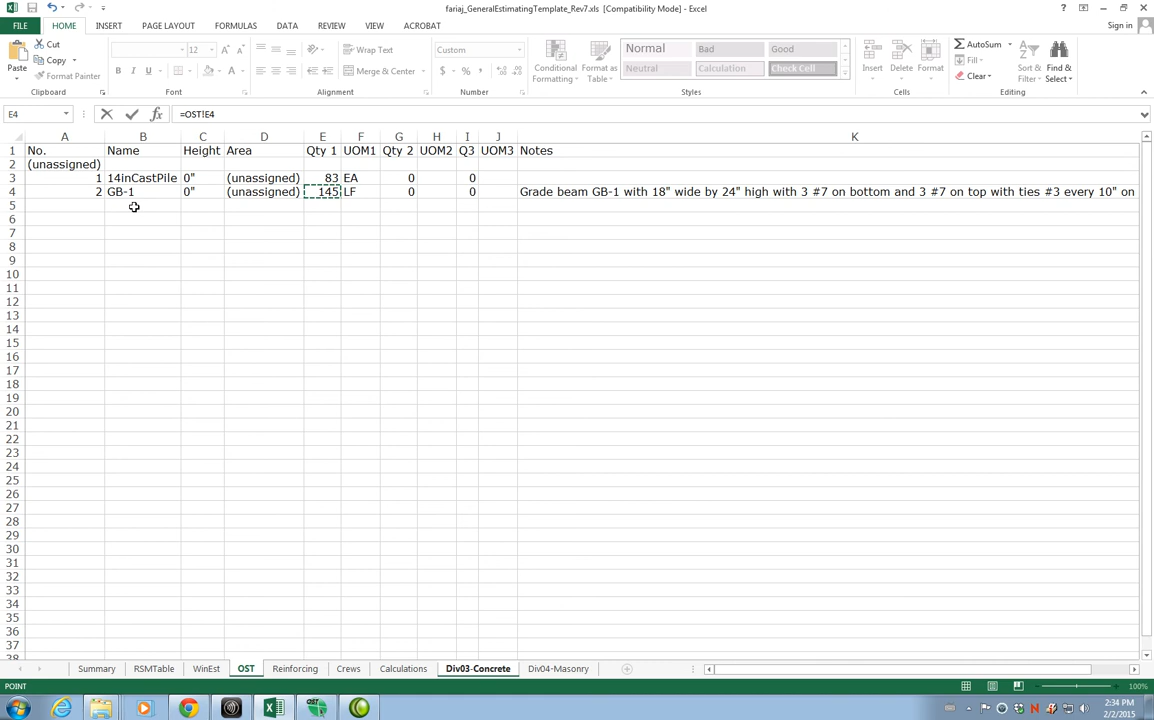 fariaj_GeneralEstimatingTemplate_Rev7.xls [Compatibility Mode] - Excel
FILE HOME INSERT PAGE LAYOUT FORMULAS DATA REVIEW VIEW ACROBAT Sign in
Paste Cut Copy Format Painter Clipboard
12 B I U A Font
Wrap Text Merge & Center Alignment
Custom $ % , Number
Conditional Formatting Format as Table Normal Bad Good Neutral Calculation Check Cell Styles
Insert Delete Format Cells
AutoSum Fill Clear Sort & Filter Find & Select Editing
E4 fx =OST!E4
A B C D E F G H I J K
1 No. Name Height Area Qty 1 UOM1 Qty 2 UOM2 Q3 UOM3 Notes
2 (unassigned)
3 1 14inCastPile 0" (unassigned) 83 EA 0 0
4 2 GB-1 0" (unassigned) 145 LF 0 0 Grade beam GB-1 with 18" wide by 24" high with 3 #7 on bottom and 3 #7 on top with ties #3 every 10" on
5
6
7
8
9
10
11
12
13
14
15
16
17
18
19
20
21
22
23
24
25
26
27
28
29
30
31
32
33
34
35
36
37
38
Summary RSMTable WinEst OST Reinforcing Crews Calculations Div03-Concrete Div04-Masonry
POINT 100%
OST
2:34 PM
2/2/2015